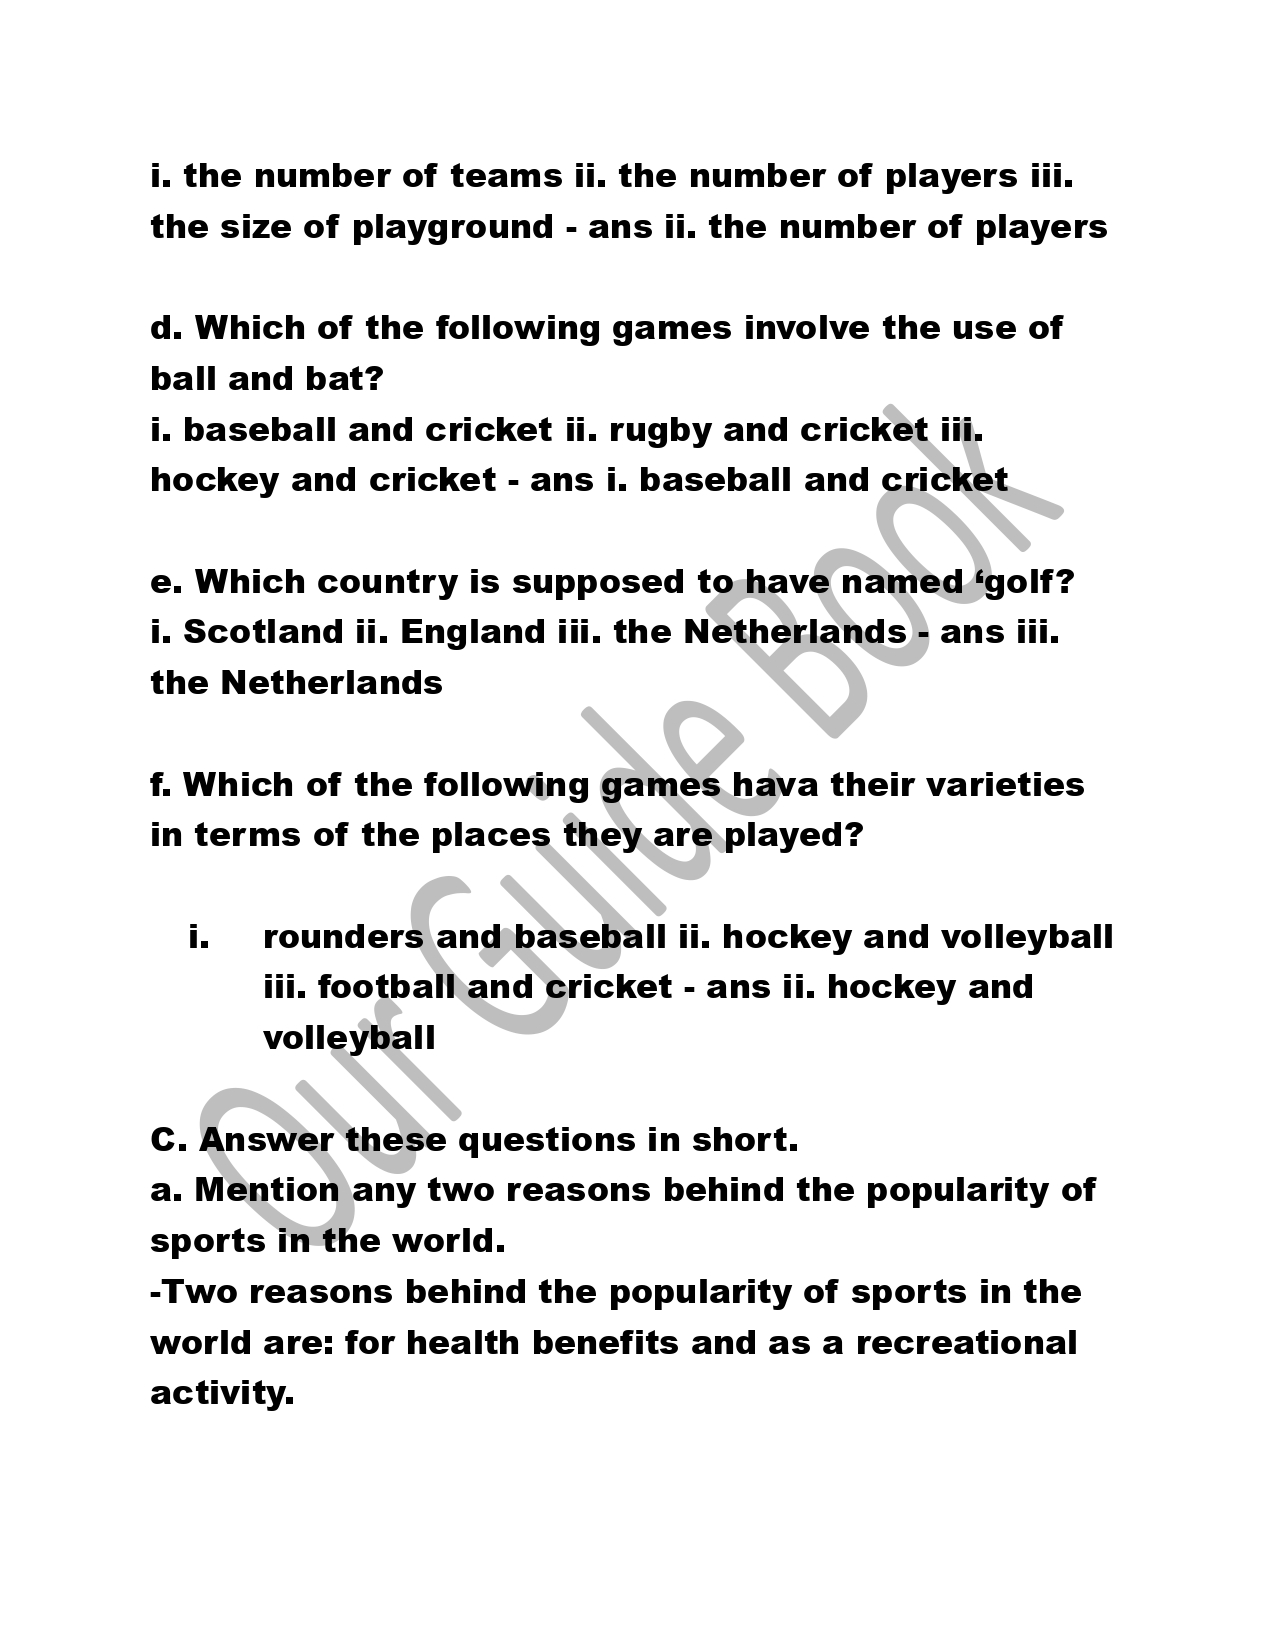 i. the number of teams ii. the number of players iii.
the size of playground - ans ii. the number of players
d. Which of the following games involve the use of
ball and bat?
i. baseball and cricket ii. rugby and cricket iii.
hockey and cricket - ans i. baseball and cricket
e. Which country is supposed to have named ‘golf?
i. Scotland ii. England iii. the Netherlands - ans iii.
the Netherlands
f. Which of the following games hava their varieties
in terms of the places they are played?
i. rounders and baseball ii. hockey and volleyball
iii. football and cricket - ans ii. hockey and
volleyball
C. Answer these questions in short.
a. Mention any two reasons behind the popularity of
sports in the world.
-Two reasons behind the popularity of sports in the
world are: for health benefits and as a recreational
activity.
Our Guide Book